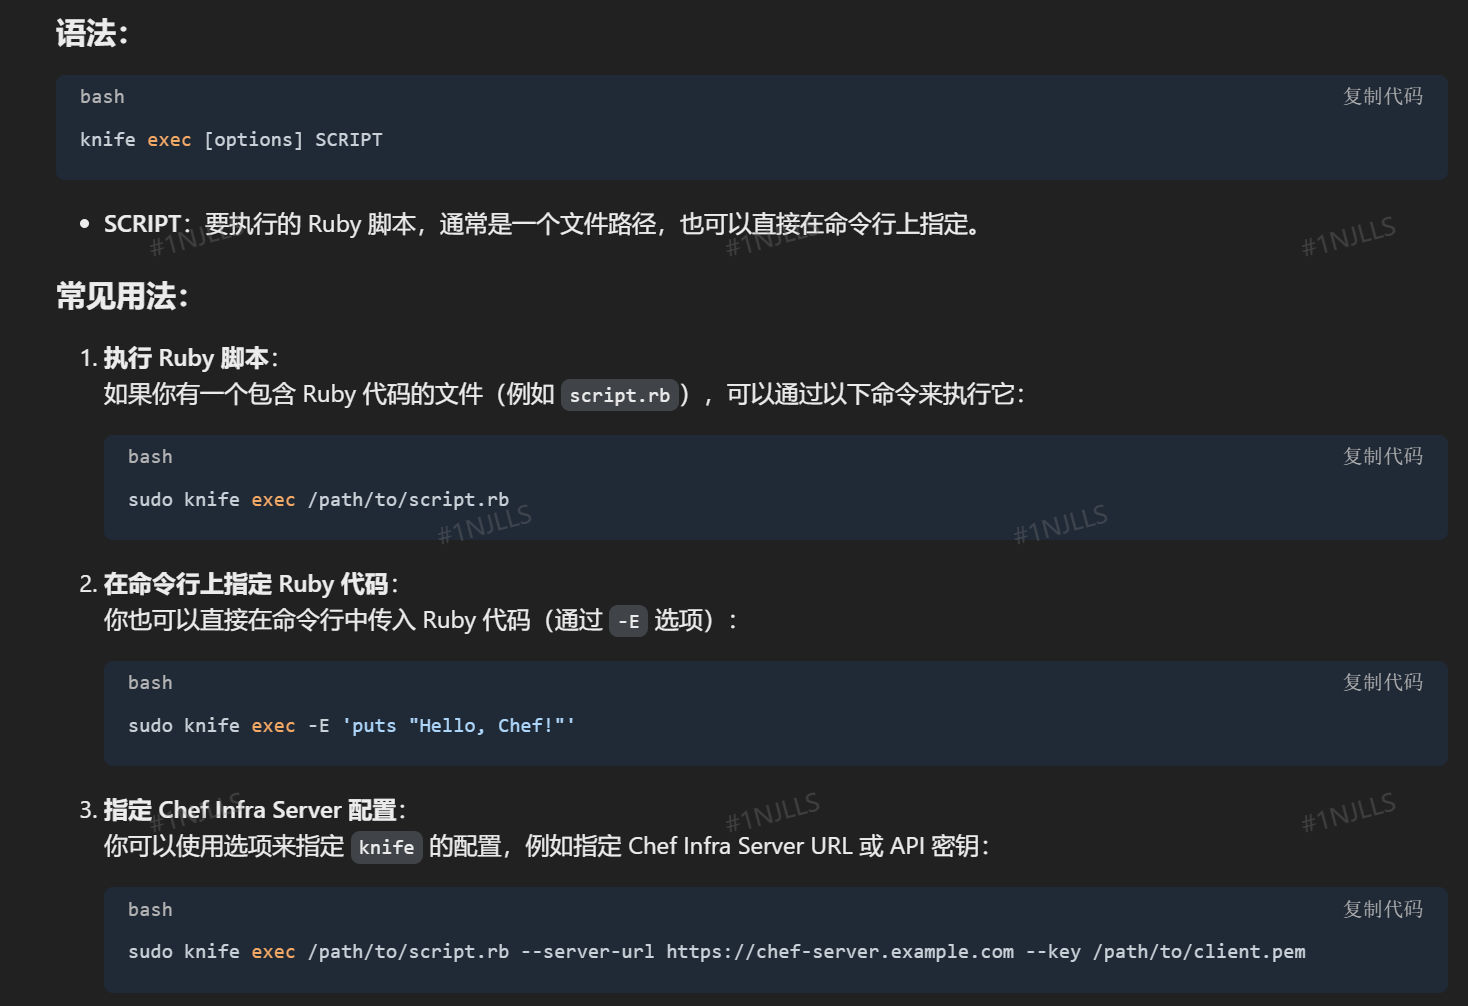 语法：
bash 复制代码
knife exec [options] SCRIPT
• SCRIPT：要执行的 Ruby 脚本，通常是一个文件路径，也可以直接在命令行上指定。
#1NJLLS #1NJLLS #1NJLLS
常见用法：
1. 执行 Ruby 脚本：
如果你有一个包含 Ruby 代码的文件（例如 script.rb），可以通过以下命令来执行它：
bash 复制代码
sudo knife exec /path/to/script.rb
#1NJLLS #1NJLLS
2. 在命令行上指定 Ruby 代码：
你也可以直接在命令行中传入 Ruby 代码（通过 -E 选项）：
bash 复制代码
sudo knife exec -E 'puts "Hello, Chef!"'
3. 指定 Chef Infra Server 配置：
#1NJLLS #1NJLLS #1NJLLS
你可以使用选项来指定 knife 的配置，例如指定 Chef Infra Server URL 或 API 密钥：
bash 复制代码
sudo knife exec /path/to/script.rb --server-url https://chef-server.example.com --key /path/to/client.pem